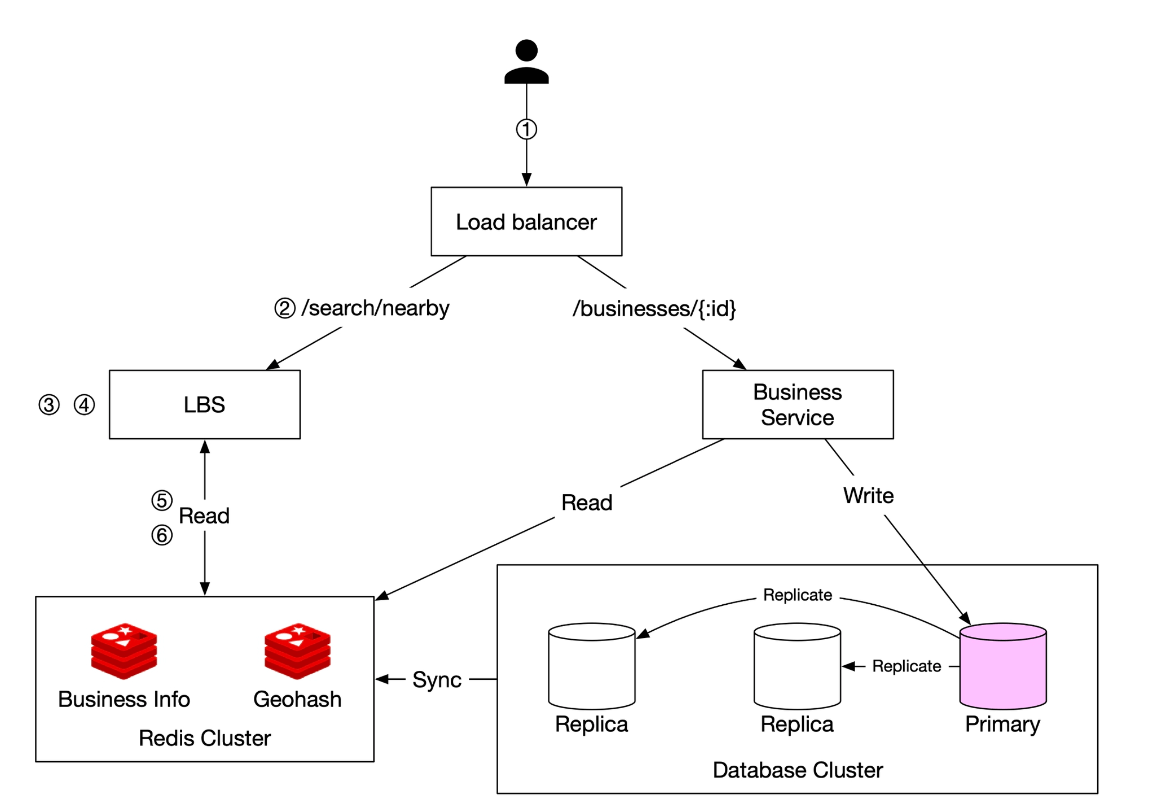 ①
Load balancer
② /search/nearby
/businesses/{:id}
③ ④
LBS
Business
Service
⑤
Read
⑥
Read
Write
Replicate
Replicate
Sync
Business Info
Geohash
Redis Cluster
Replica
Replica
Primary
Database Cluster